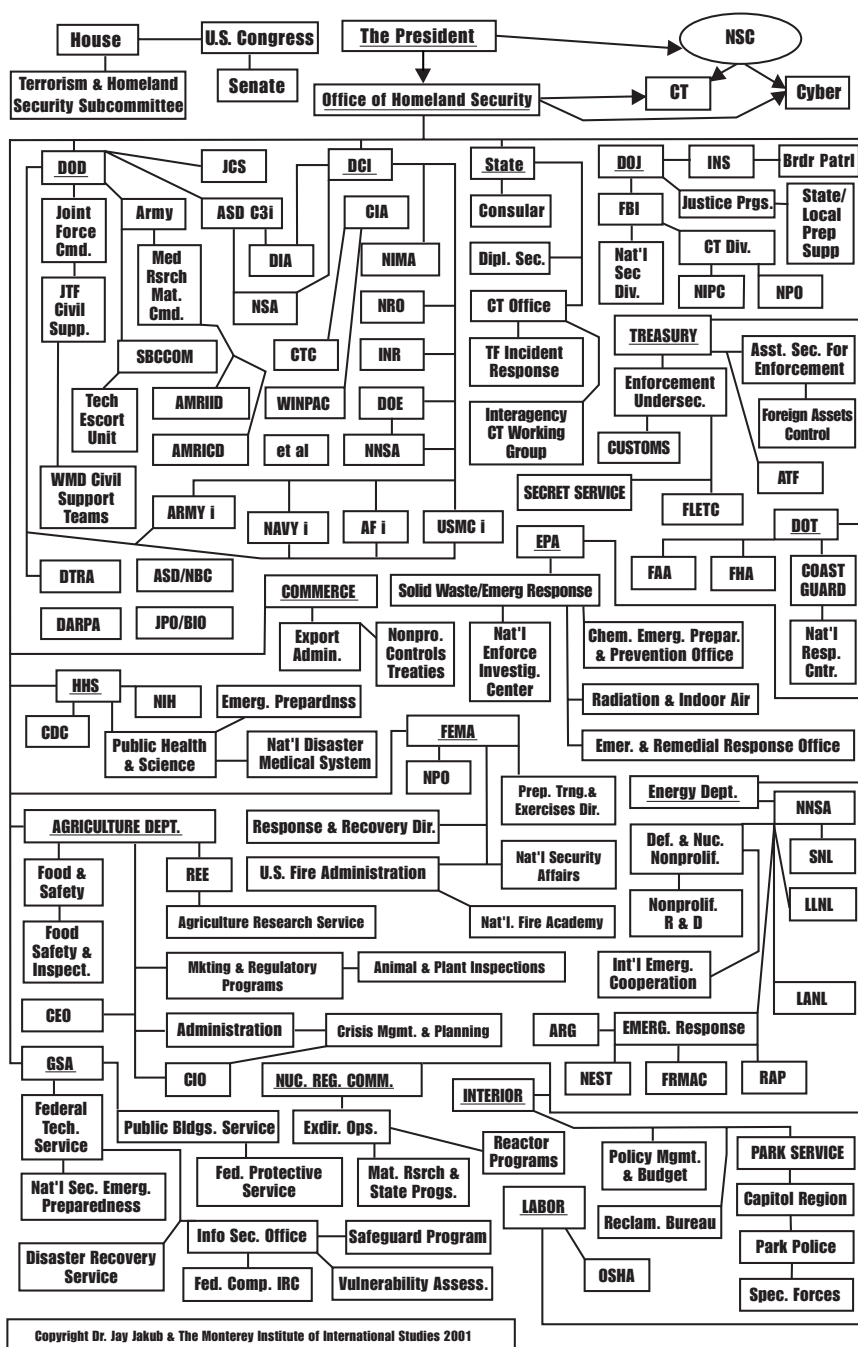 House
U.S. Congress
The President
NSC
Terrorism & Homeland
Security Subcommittee
Senate
Office of Homeland Security
CT
Cyber
DOD
JCS
DCI
State
DOJ
INS
Brdr Patrl
Joint
Force
Cmd.
Army
ASD C3i
CIA
Consular
FBI
Justice Prgs.
State/
Local
Prep
Supp
Med
Rsrch
Mat.
Cmd.
DIA
NIMA
Dipl. Sec.
Nat'l
Sec
Div.
CT Div.
JTF
Civil
Supp.
NSA
NRO
CT Office
NIPC
NPO
SBCCOM
CTC
INR
TF Incident
Response
TREASURY
Asst. Sec. For
Enforcement
Tech
Escort
Unit
AMRIID
WINPAC
DOE
Interagency
CT Working
Group
Enforcement
Undersec.
Foreign Assets
Control
AMRICD
et al
NNSA
CUSTOMS
WMD Civil
Support
Teams
ATF
SECRET SERVICE
FLETC
ARMY i
NAVY i
AF i
USMC i
DOT
EPA
DTRA
ASD/NBC
FAA
FHA
COAST
GUARD
COMMERCE
Solid Waste/Emerg Response
DARPA
JPO/BIO
Export
Admin.
Nonpro.
Controls
Treaties
Nat'l
Enforce
Investig.
Center
Chem. Emerg. Prepar.
& Prevention Office
Nat'l
Resp.
Cntr.
HHS
NIH
Emerg. Prepardnss
Radiation & Indoor Air
CDC
Public Health
& Science
Nat'l Disaster
Medical System
FEMA
Emer. & Remedial Response Office
NPO
Prep. Trng.&
Exercises Dir.
Energy Dept.
NNSA
AGRICULTURE DEPT.
Response & Recovery Dir.
Def. & Nuc.
Nonprolif.
SNL
Food &
Safety
REE
U.S. Fire Administration
Nat'l Security
Affairs
Nonprolif.
R & D
LLNL
Agriculture Research Service
Nat'l. Fire Academy
Food
Safety &
Inspect.
Mkting & Regulatory
Programs
Animal & Plant Inspections
Int'l Emerg.
Cooperation
LANL
CEO
Administration
Crisis Mgmt. & Planning
ARG
EMERG. Response
GSA
CIO
NUC. REG. COMM.
NEST
FRMAC
RAP
INTERIOR
Federal
Tech.
Service
Public Bldgs. Service
Exdir. Ops.
Reactor
Programs
Policy Mgmt.
& Budget
PARK SERVICE
Nat'l Sec. Emerg.
Preparedness
Fed. Protective
Service
Mat. Rsrch &
State Progs.
Capitol Region
LABOR
Reclam. Bureau
Info Sec. Office
Safeguard Program
Park Police
Disaster Recovery
Service
Fed. Comp. IRC
Vulnerability Assess.
OSHA
Spec. Forces
Copyright Dr. Jay Jakub & The Monterey Institute of International Studies 2001